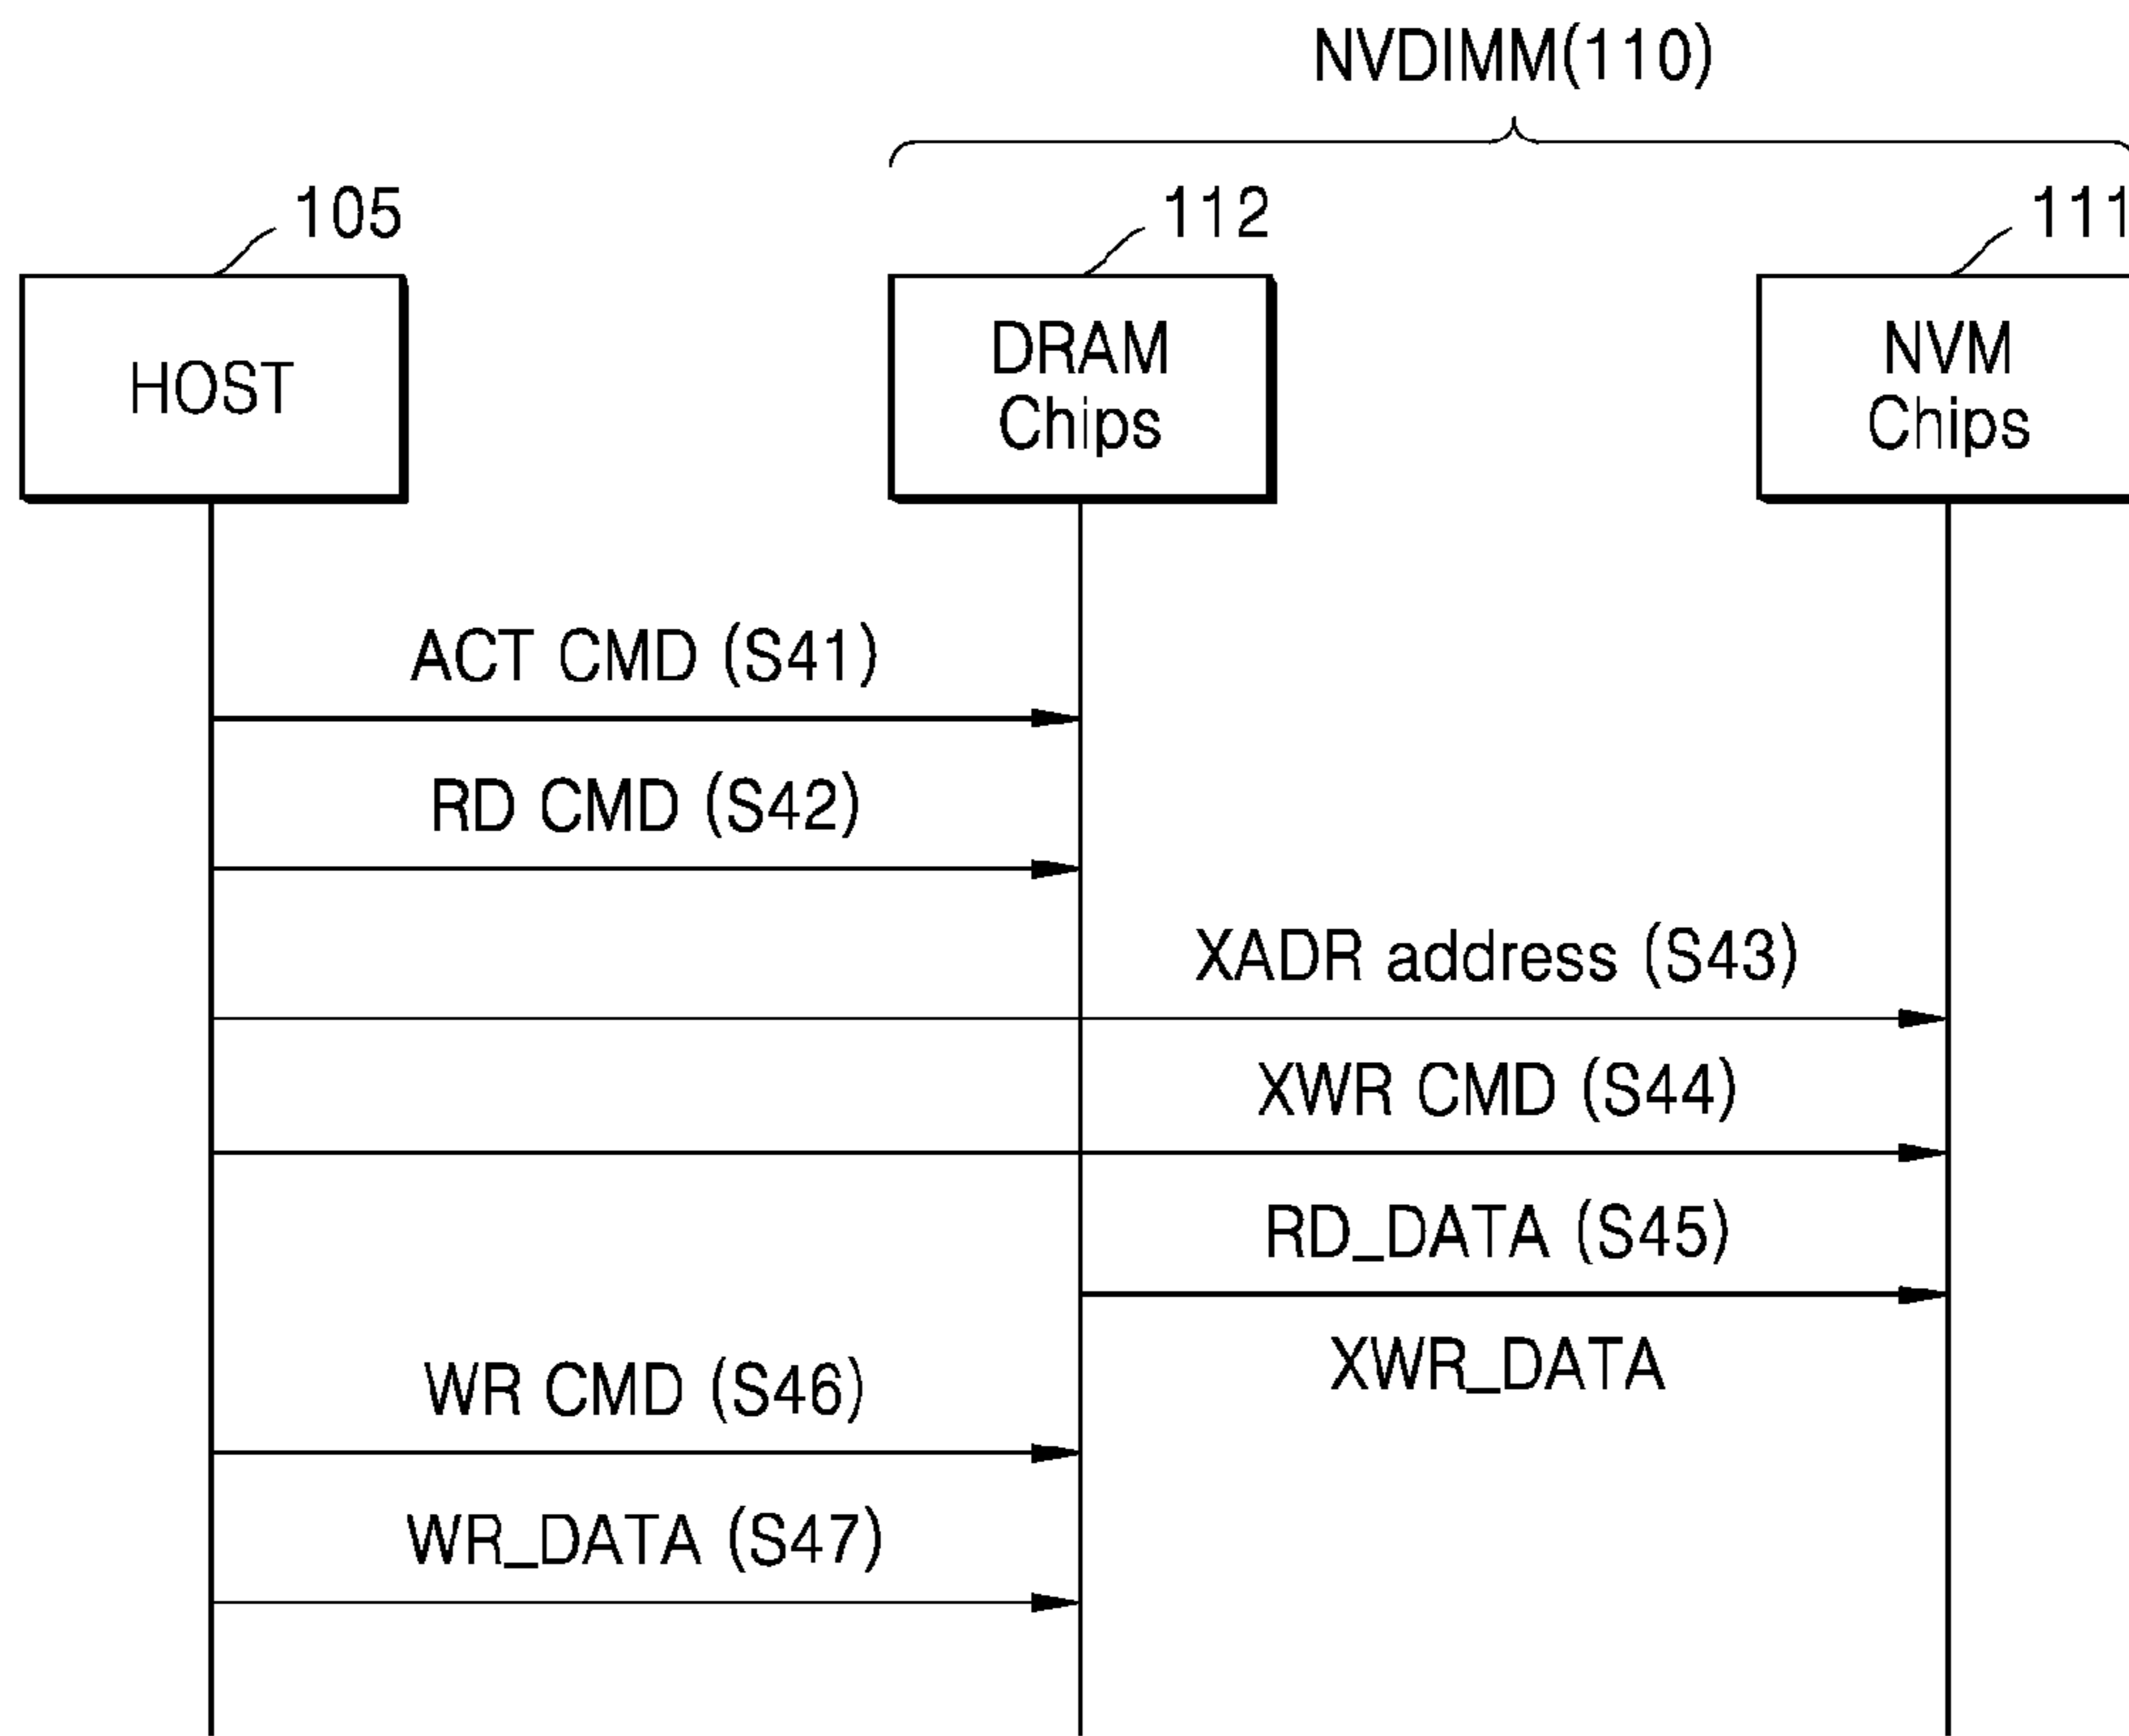 NVDIMM(110)
105
112
111
HOST
DRAM
Chips
NVM
Chips
ACT CMD (S41)
RD CMD (S42)
XADR address (S43)
XWR CMD (S44)
RD_DATA (S45)
XWR_DATA
WR CMD (S46)
WR_DATA (S47)